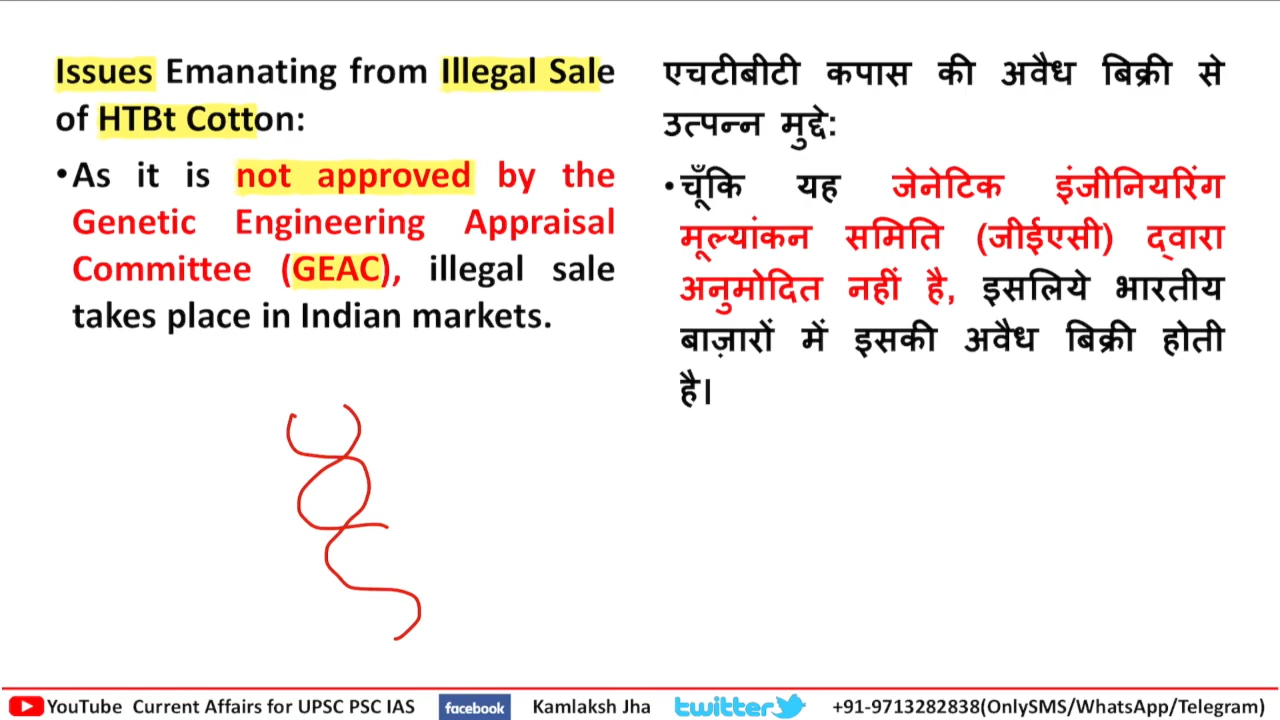 Issues Emanating from Illegal Sale
of HTBt Cotton:
•As it is not approved by the
Genetic Engineering Appraisal
Committee (GEAC), illegal sale
takes place in Indian markets.
एचटीबीटी कपास की अवैध बिक्री से
उत्पन्न मुद्दे:
•चूँकि यह जेनेटिक इंजीनियरिंग
मूल्यांकन समिति (जीईएसी) द्वारा
अनुमोदित नहीं है, इसलिये भारतीय
बाज़ारों में इसकी अवैध बिक्री होती
है।
YouTube Current Affairs for UPSC PSC IAS facebook Kamlaksh Jha twitter +91-9713282838(OnlySMS/WhatsApp/Telegram)